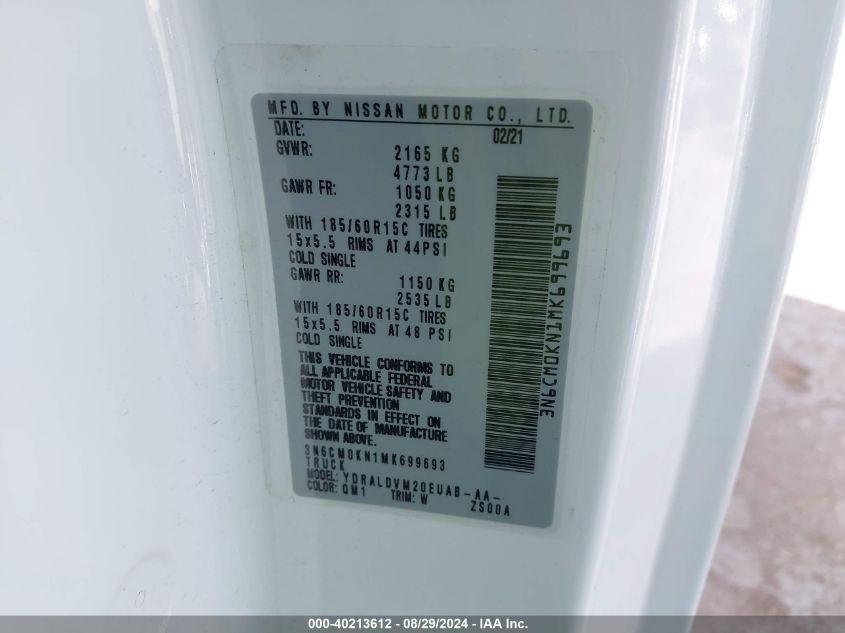 MFD. BY NISSAN MOTOR CO., LTD.
DATE: 02/21
GVWR: 2165 KG
4773 LB
GAWR FR: 1050 KG
2315 LB
WITH 185/60R15C TIRES
15x5.5 RIMS AT 44PSI
COLD SINGLE
GAWR RR: 1150 KG
2535 LB
WITH 185/60R15C TIRES
15x5.5 RIMS AT 48 PSI
COLD SINGLE
THIS VEHICLE CONFORMS TO
ALL APPLICABLE FEDERAL
MOTOR VEHICLE SAFETY AND
THEFT PREVENTION
STANDARDS IN EFFECT ON
THE DATE OF MANUFACTURE
SHOWN ABOVE.
3N6CM0KN1MK699693
TRUCK
MODEL: YDRALDVM20EUAB-AA-
COLOR: QM1 TRIM: W ZS00A
3N6CM0KN1MK699693
000-40213612 - 08/29/2024 - IAA Inc.